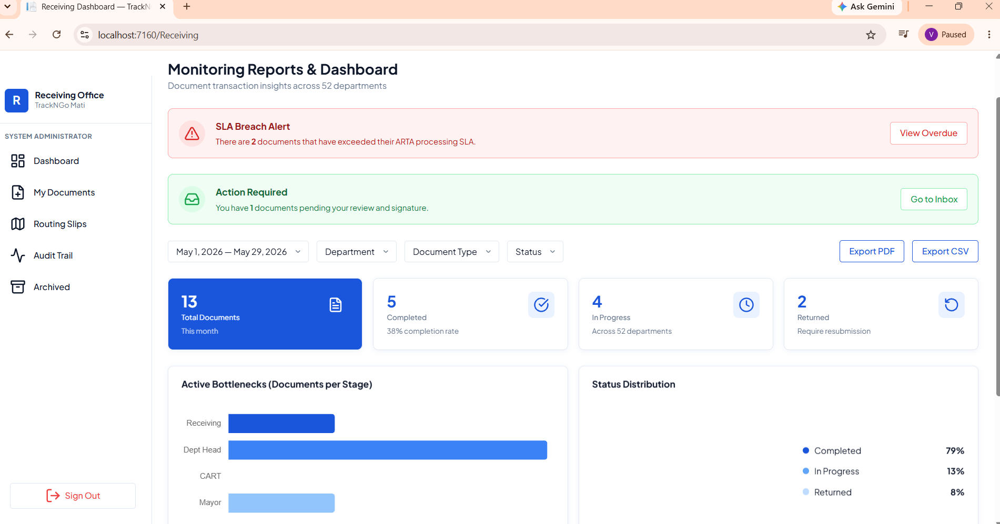 Receiving Dashboard — TrackN
Ask Gemini
localhost:7160/Receiving
V
Paused
R
Receiving Office
TrackNGo Mati
SYSTEM ADMINISTRATOR
Dashboard
My Documents
Routing Slips
Audit Trail
Archived
Sign Out
Monitoring Reports & Dashboard
Document transaction insights across 52 departments
SLA Breach Alert
There are 2 documents that have exceeded their ARTA processing SLA.
View Overdue
Action Required
You have 1 documents pending your review and signature.
Go to Inbox
May 1, 2026 — May 29, 2026
Department
Document Type
Status
Export PDF
Export CSV
13
Total Documents
This month
5
Completed
38% completion rate
4
In Progress
Across 52 departments
2
Returned
Require resubmission
Active Bottlenecks (Documents per Stage)
Receiving
Dept Head
CART
Mayor
Status Distribution
Completed 79%
In Progress 13%
Returned 8%